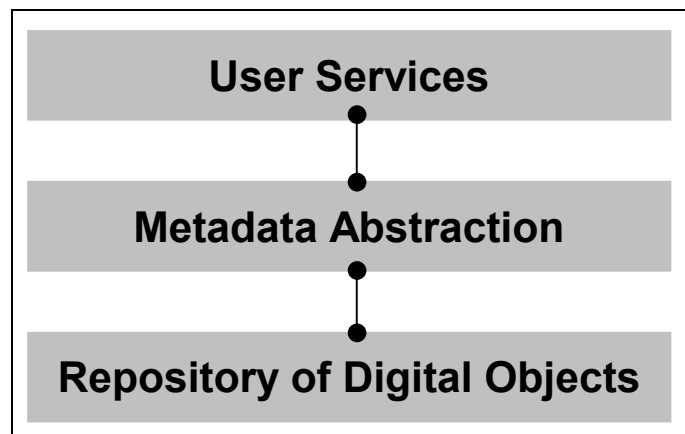 User Services
Metadata Abstraction
Repository of Digital Objects